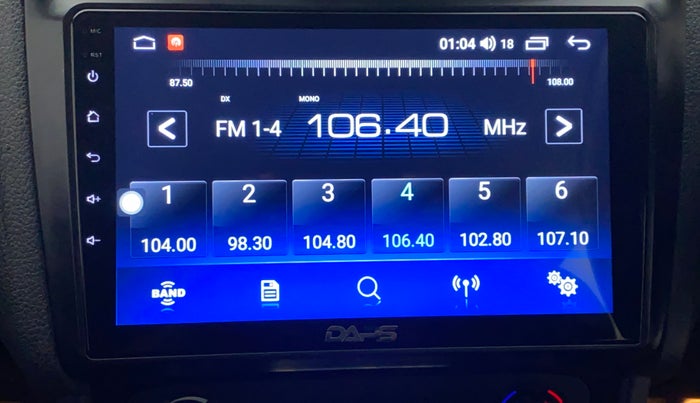 MIC
RST
01:04 18
87.50 108.00
DX MONO
FM 1-4 106.40 MHz
1 2 3 4 5 6
104.00 98.30 104.80 106.40 102.80 107.10
BAND
DAPS